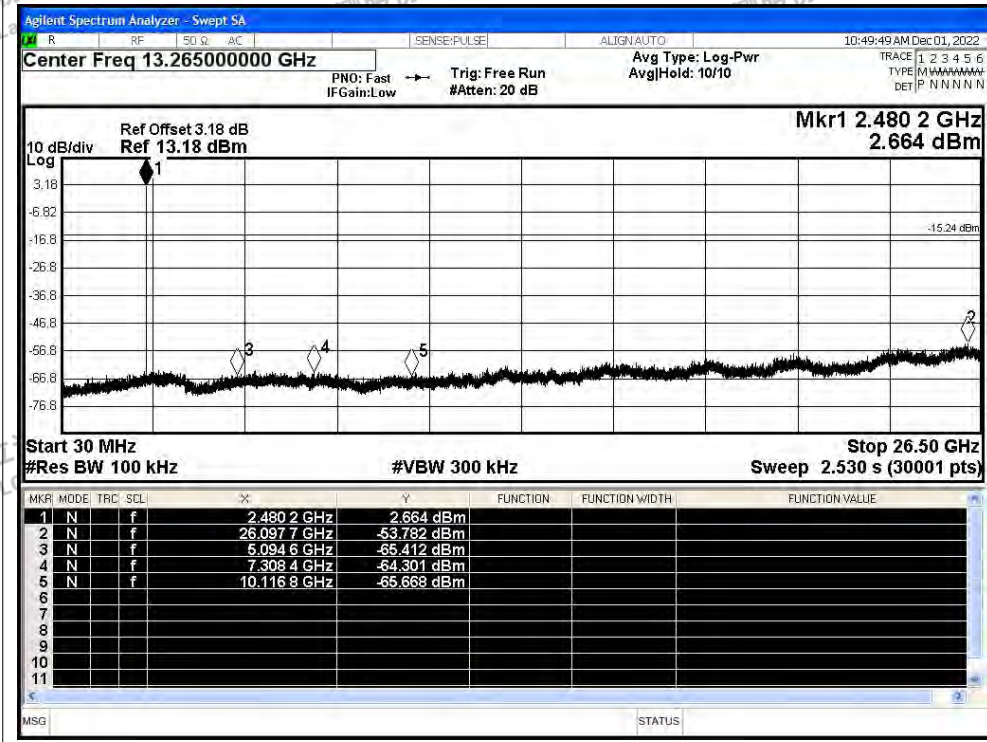 Agilent Spectrum Analyzer - Swept SA
R RF 50 Ω AC SENSE:PULSE ALIGN AUTO 10:49:49 AM Dec 01, 2022
Center Freq 13.265000000 GHz
PNO: Fast
IFGain:Low
Trig: Free Run
#Atten: 20 dB
Avg Type: Log-Pwr
Avg|Hold: 10/10
TRACE 1 2 3 4 5 6
TYPE M
DET P N N N N N
Mkr1 2.480 2 GHz
2.664 dBm
Ref Offset 3.18 dB
10 dB/div Ref 13.18 dBm
Log
1
3.18
-6.82
-15.24 dBm
-16.8
-26.8
-36.8
-46.8
2
-56.8
3 4 5
-66.8
-76.8
Start 30 MHz Stop 26.50 GHz
#Res BW 100 kHz #VBW 300 kHz Sweep 2.530 s (30001 pts)
MKR MODE TRC SCL X Y FUNCTION FUNCTION WIDTH FUNCTION VALUE
1 N f 2.480 2 GHz 2.664 dBm
2 N f 26.097 7 GHz -53.782 dBm
3 N f 5.094 6 GHz -65.412 dBm
4 N f 7.308 4 GHz -64.301 dBm
5 N f 10.116 8 GHz -65.668 dBm
6
7
8
9
10
11
MSG STATUS